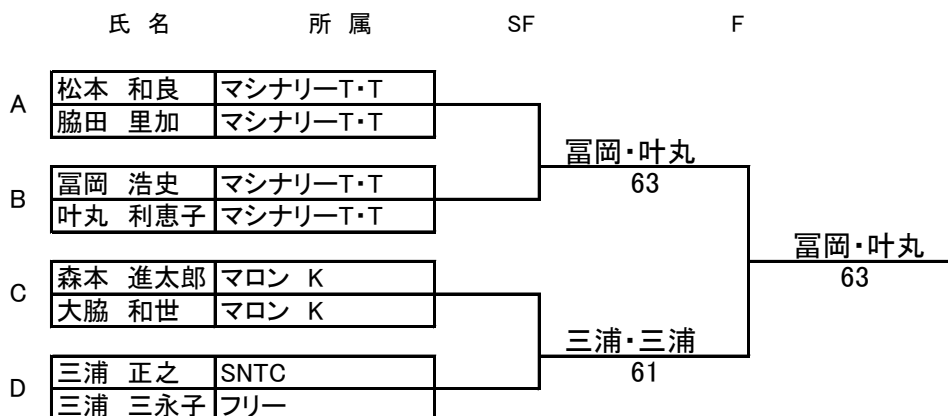 氏 名 所 属 SF F
A
松本 和良 マシナリーT・T
脇田 里加 マシナリーT・T
冨岡・叶丸
63
B
冨岡 浩史 マシナリーT・T
叶丸 利恵子 マシナリーT・T
冨岡・叶丸
63
C
森本 進太郎 マロン K
大脇 和世 マロン K
三浦・三浦
61
D
三浦 正之 SNTC
三浦 三永子 フリー